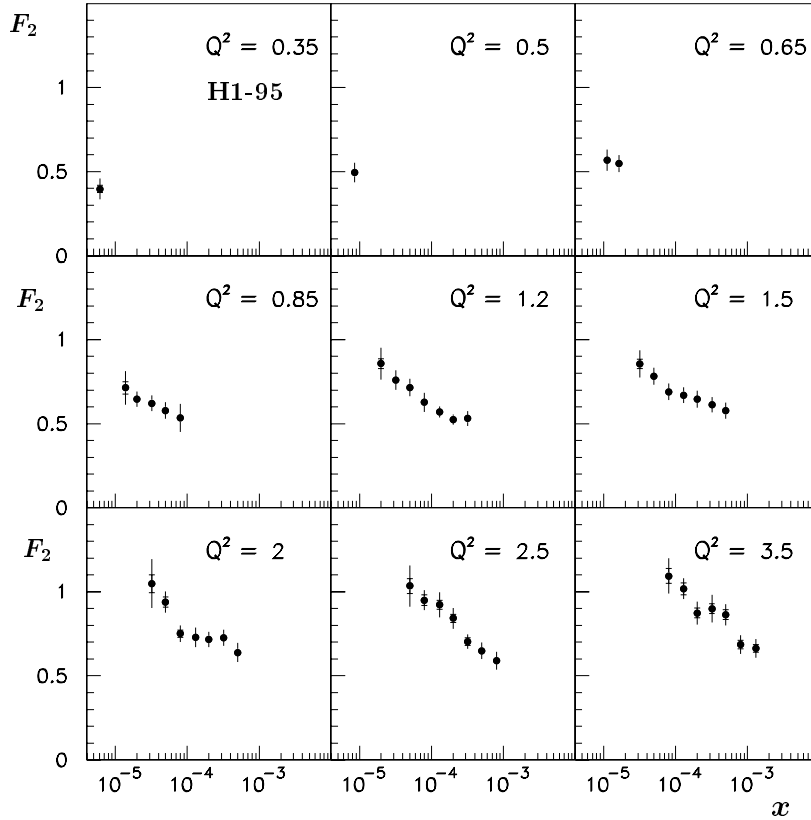 F₂
Q² = 0.35
Q² = 0.5
Q² = 0.65
H1-95
1
0.5
0
F₂
Q² = 0.85
Q² = 1.2
Q² = 1.5
1
0.5
0
F₂
Q² = 2
Q² = 2.5
Q² = 3.5
1
0.5
0
10⁻⁵ 10⁻⁴ 10⁻³ 10⁻⁵ 10⁻⁴ 10⁻³ 10⁻⁵ 10⁻⁴ 10⁻³
x